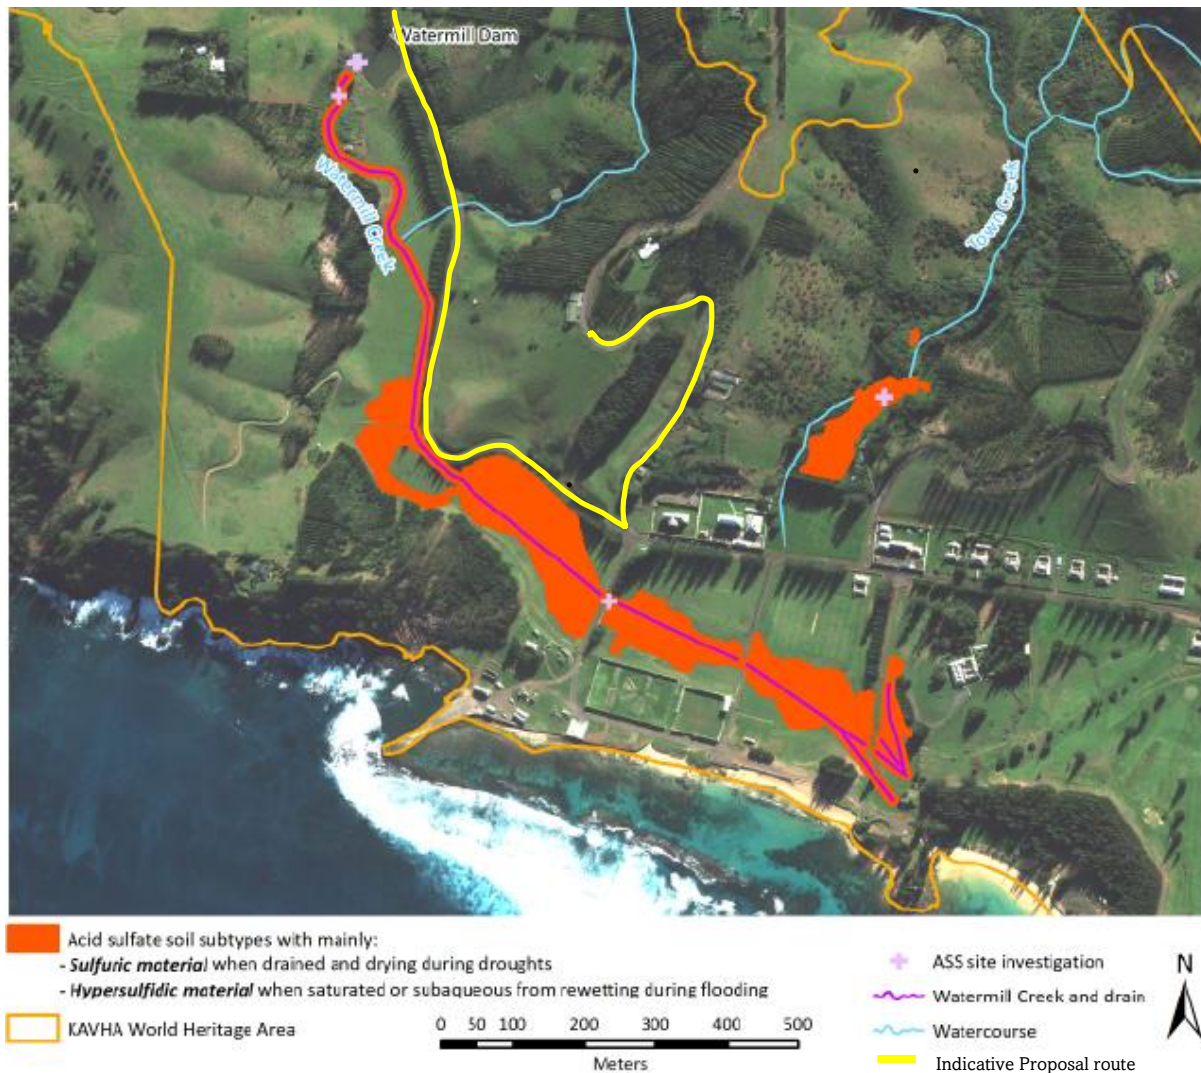 Watermill Dam
Watermill Creek
Town Creek
Acid sulfate soil subtypes with mainly:
- Sulfuric material when drained and drying during droughts
- Hypersulfidic material when saturated or subaqueous from rewetting during flooding
KAVHA World Heritage Area
0 50 100 200 300 400 500
Meters
ASS site investigation
Watermill Creek and drain
Watercourse
Indicative Proposal route
N